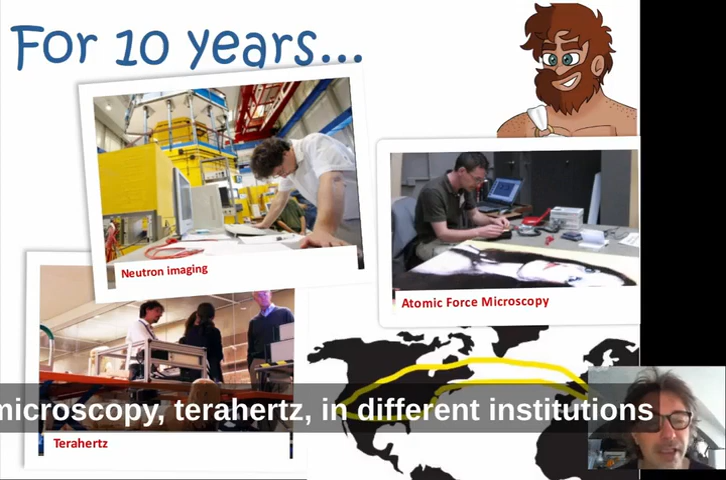 For 10 years...
Neutron imaging
Atomic Force Microscopy
microscopy, terahertz, in different institutions
Terahertz